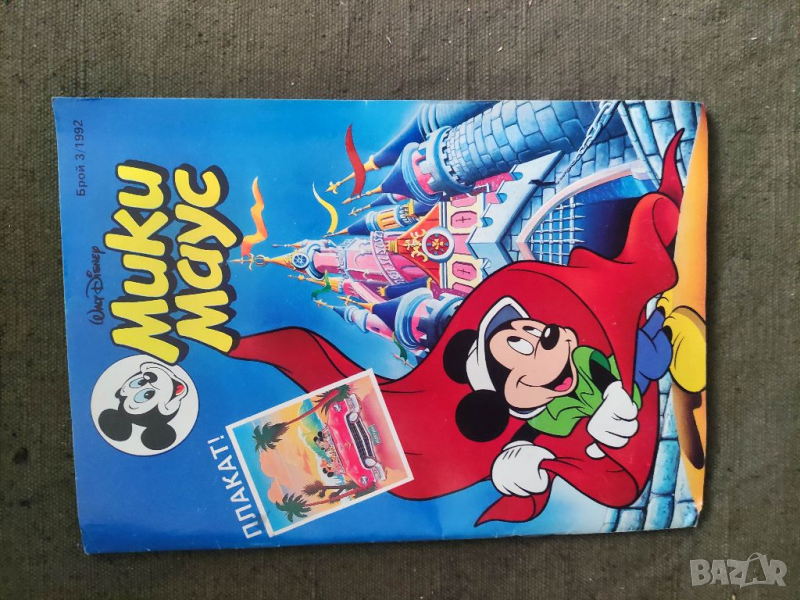 Брой 3/1992
Walt Disney
Мики
Маус
ПЛАКАТ!
BAZAR